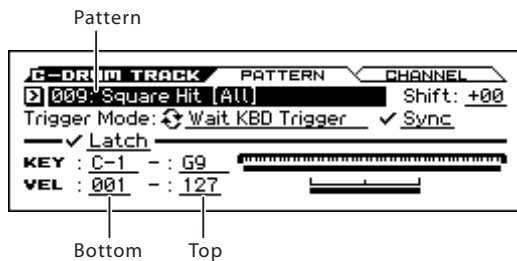 Pattern
C-DRUM TRACK PATTERN CHANNEL
009: Square Hit [All] Shift: +00
Trigger Mode: Wait KBD Trigger Sync
Latch
KEY : C-1 - : G9
VEL : 001 - : 127
Bottom Top